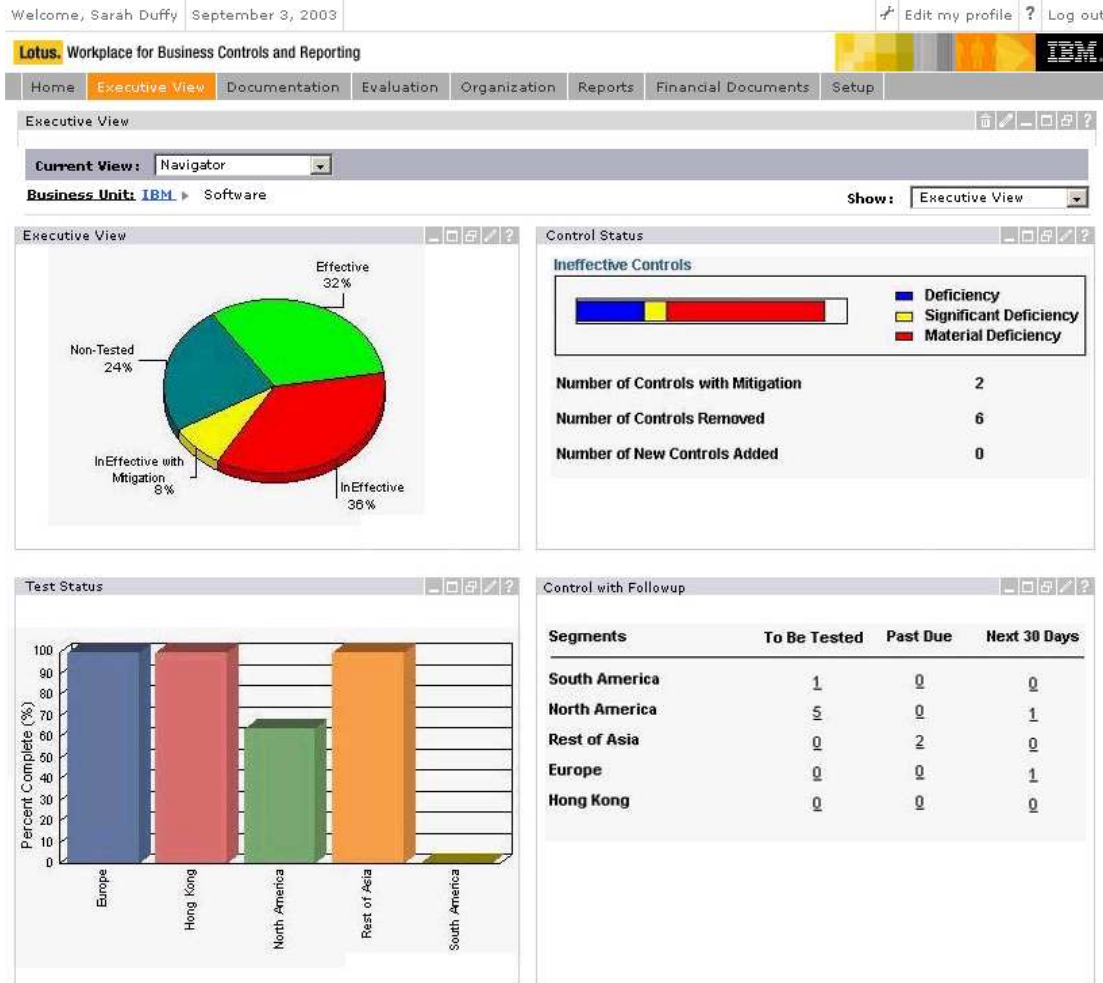 Welcome, Sarah Duffy September 3, 2003 Edit my profile ? Log out
Lotus. Workplace for Business Controls and Reporting IBM.
Home Executive View Documentation Evaluation Organization Reports Financial Documents Setup
Executive View
Current View: Navigator
Business Unit: IBM Software
Show: Executive View
Executive View
Effective
32%
Non-Tested
24%
InEffective with
Mitigation
8%
InEffective
36%
Control Status
Ineffective Controls
Deficiency
Significant Deficiency
Material Deficiency
Number of Controls with Mitigation 2
Number of Controls Removed 6
Number of New Controls Added 0
Test Status
Percent Complete (%)
100
90
80
70
60
50
40
30
20
10
0
Europe
Hong Kong
North America
Rest of Asia
South America
Control with Followup
Segments To Be Tested Past Due Next 30 Days
South America 1 0 0
North America 5 0 1
Rest of Asia 0 2 0
Europe 0 0 1
Hong Kong 0 0 0